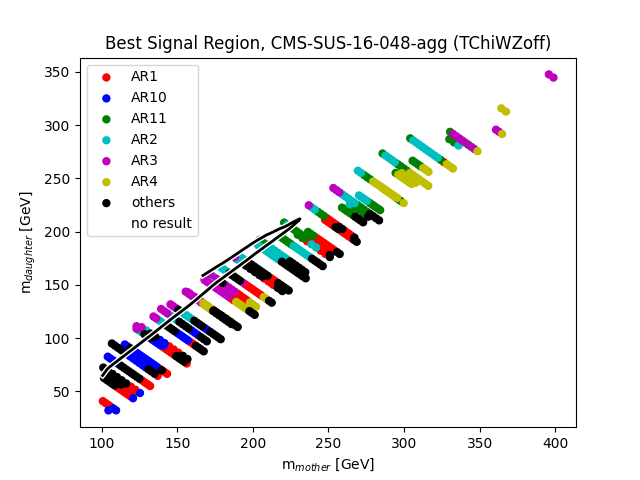 Best Signal Region, CMS-SUS-16-048-agg (TChiWZoff)
AR1
AR10
AR11
AR2
AR3
AR4
others
no result
m_daughter [GeV]
350
300
250
200
150
100
50
100 150 200 250 300 350 400
m_mother [GeV]